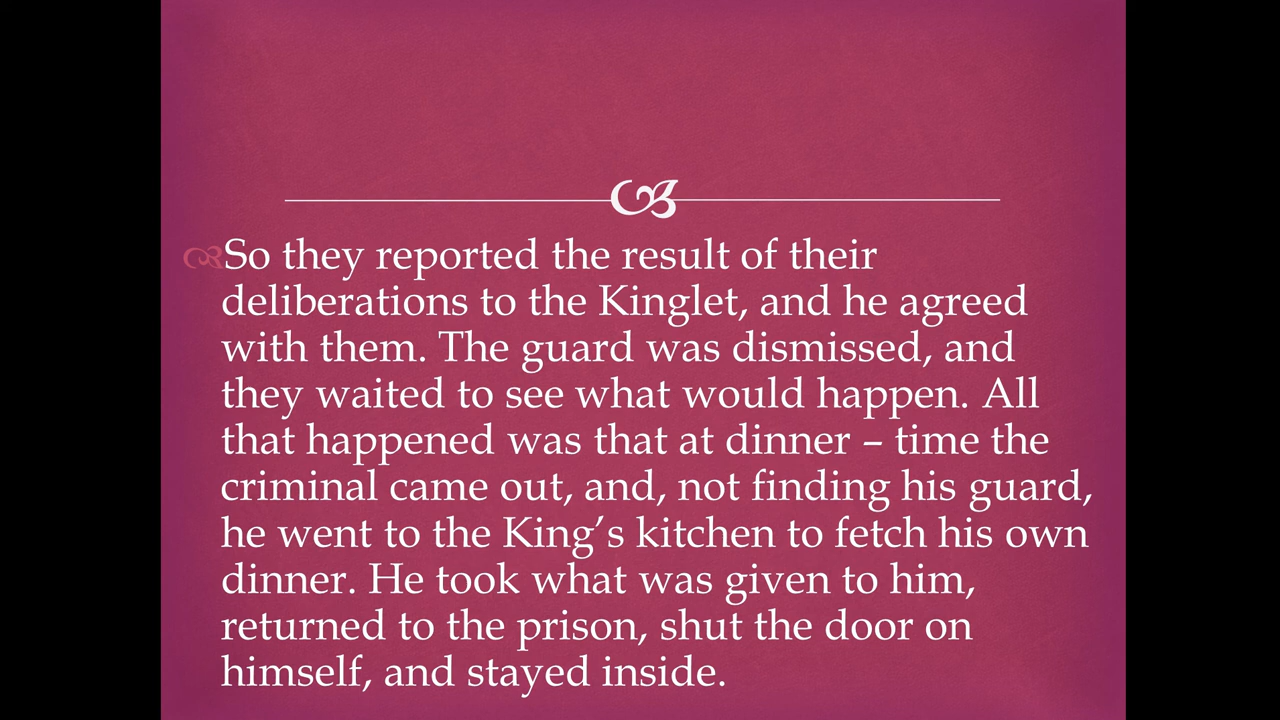 So they reported the result of their
deliberations to the Kinglet, and he agreed
with them. The guard was dismissed, and
they waited to see what would happen. All
that happened was that at dinner – time the
criminal came out, and, not finding his guard,
he went to the King’s kitchen to fetch his own
dinner. He took what was given to him,
returned to the prison, shut the door on
himself, and stayed inside.